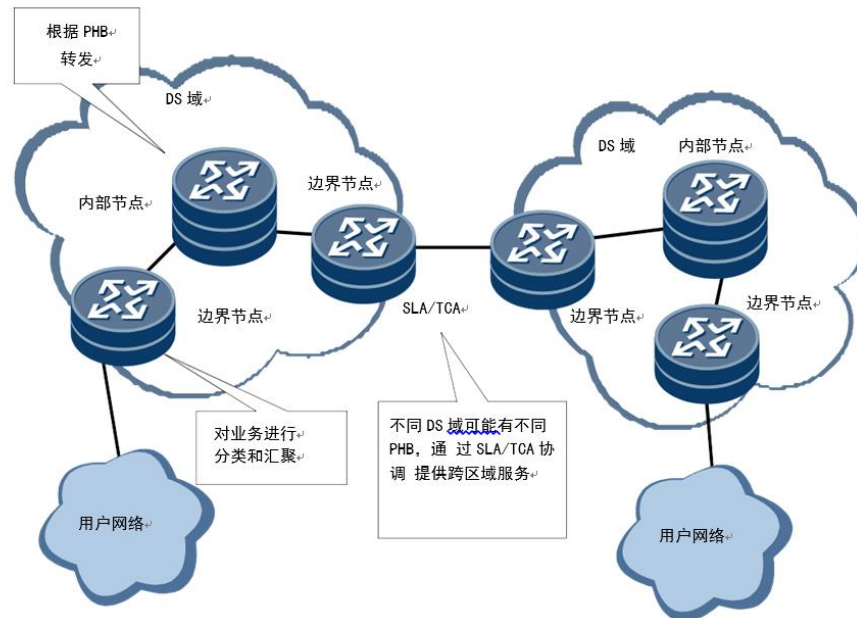 根据 PHB
转发
DS 域
DS 域
内部节点
边界节点
内部节点
边界节点
SLA/TCA
边界节点
边界节点
对业务进行
分类和汇聚
不同 DS 域可能有不同
PHB，通 过 SLA/TCA 协
调 提供跨区域服务
用户网络
用户网络